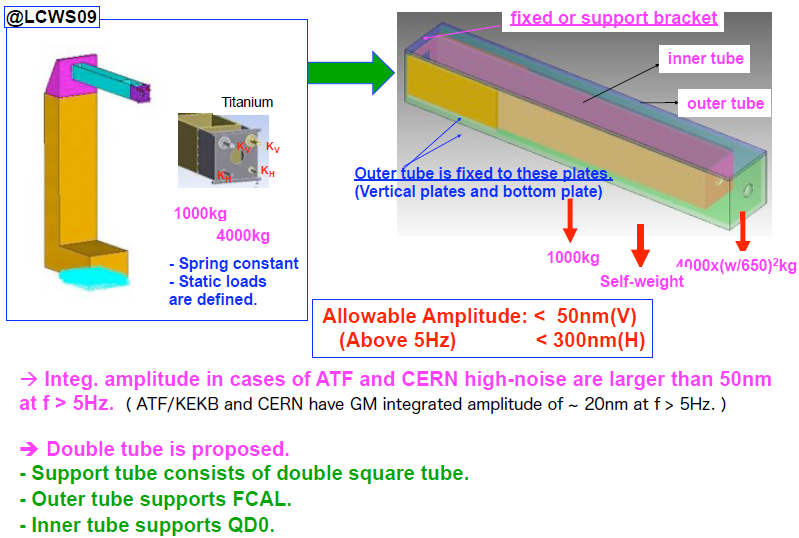 @LCWS09
fixed or support bracket
inner tube
outer tube
Titanium
Kv Kv
KH KH
1000kg
4000kg
- Spring constant
- Static loads
are defined.
Outer tube is fixed to these plates.
(Vertical plates and bottom plate)
1000kg
Self-weight
4000x(w/650)²kg
Allowable Amplitude: < 50nm(V)
(Above 5Hz) < 300nm(H)
→ Integ. amplitude in cases of ATF and CERN high-noise are larger than 50nm
at f > 5Hz. ( ATF/KEKB and CERN have GM integrated amplitude of ~ 20nm at f > 5Hz. )
➔ Double tube is proposed.
- Support tube consists of double square tube.
- Outer tube supports FCAL.
- Inner tube supports QD0.